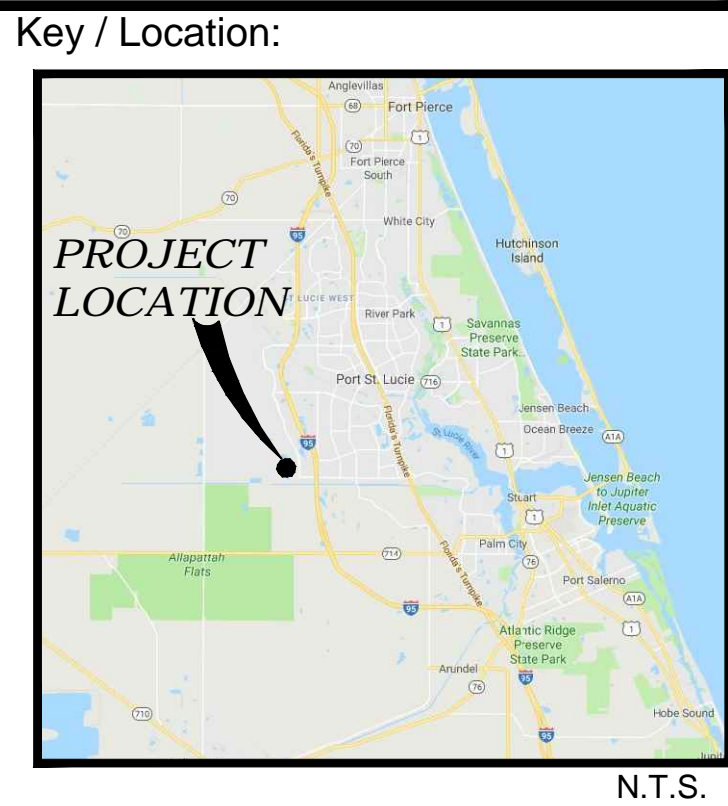 Key / Location:
Anglevillas
68
Fort Pierce
1
Florida's Turnpike
70
Fort Pierce
South
70
White City
70
95
Hutchinson
Island
PROJECT
LOCATION
LUCIE WEST
River Park
1
Savannas
Preserve
State Park
Port St. Lucie
716
Jensen Beach
Florida's Turnpike
Ocean Breeze
St Lucie River
A1A
95
1
Jensen Beach
to Jupiter
Inlet Aquatic
Preserve
Stuart
1
714
Palm City
Allapattah
Flats
Florida's Turnpike
76
Port Salerno
A1A
95
1
Atlantic Ridge
Preserve
State Park
Arundel
95
76
710
Hobe Sound
95
N.T.S.